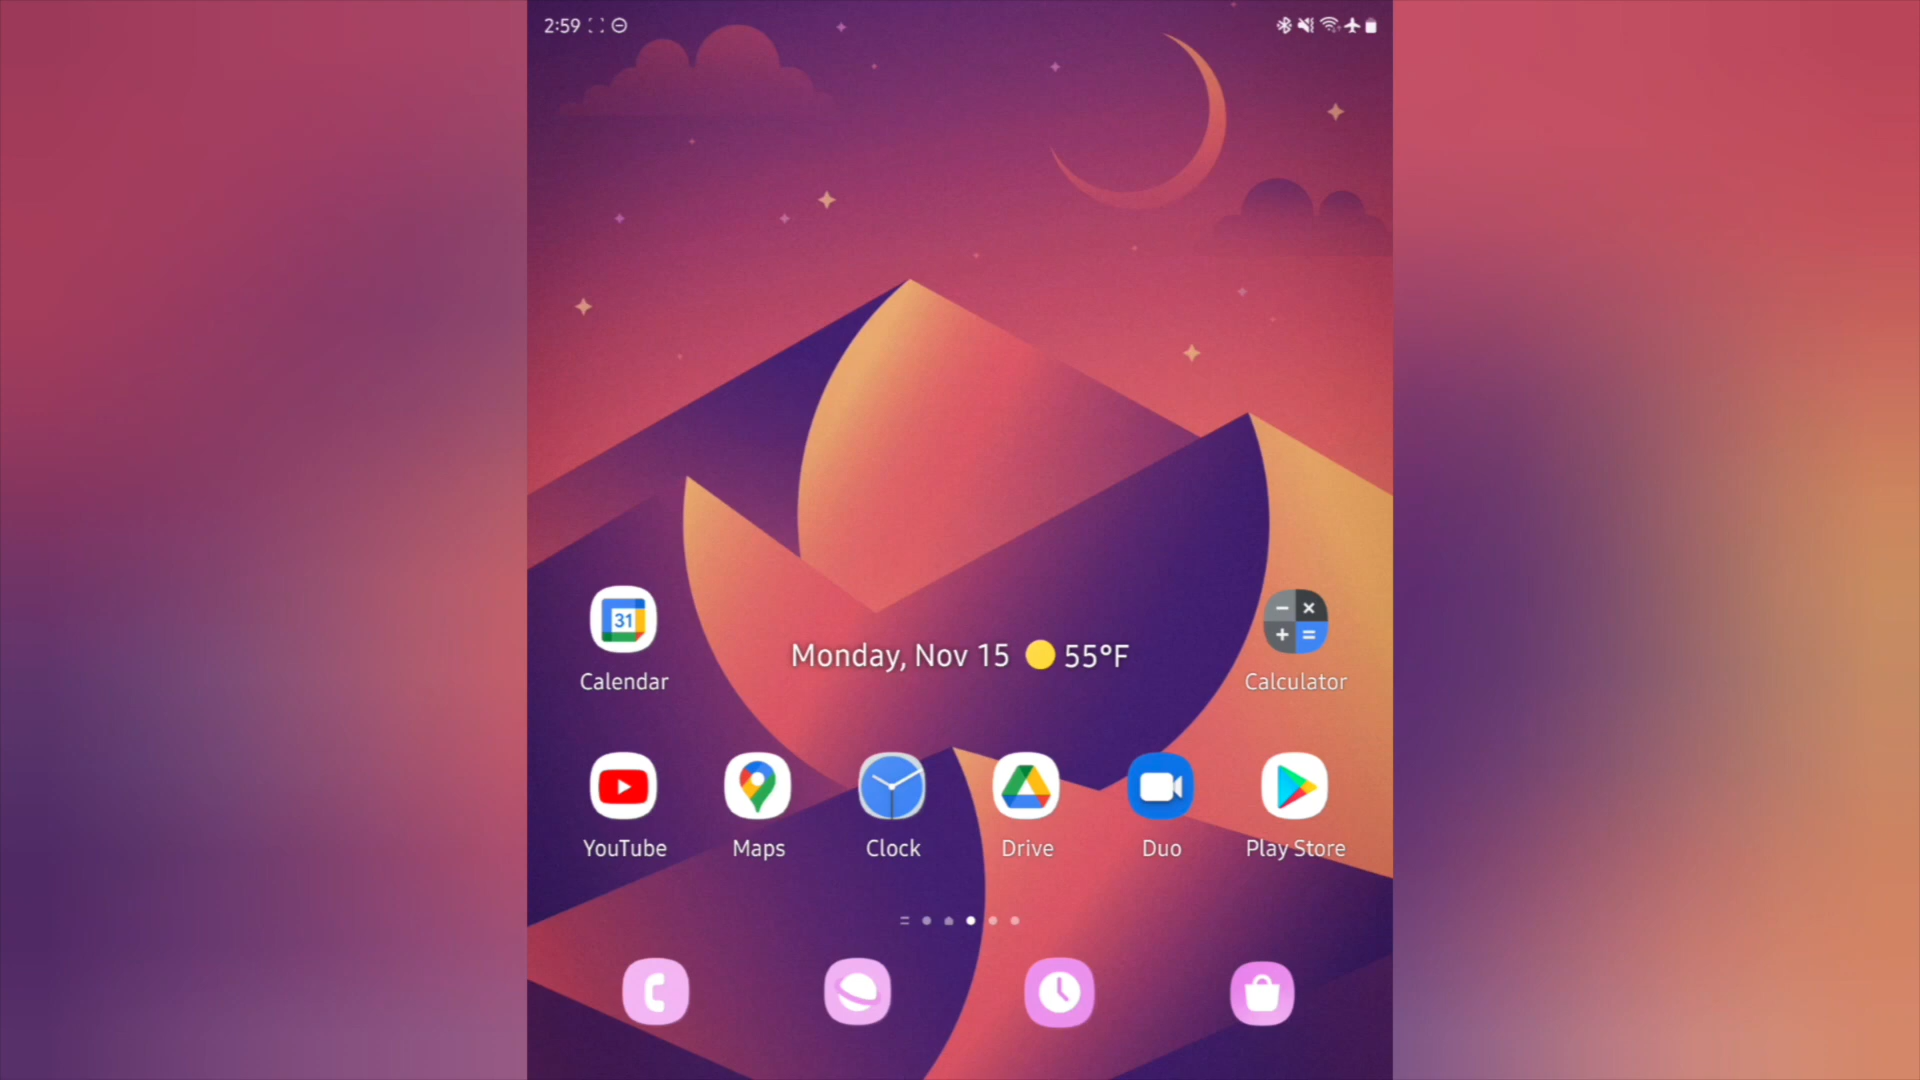 2:59
31
Calendar
Monday, Nov 15 55°F
Calculator
YouTube
Maps
Clock
Drive
Duo
Play Store